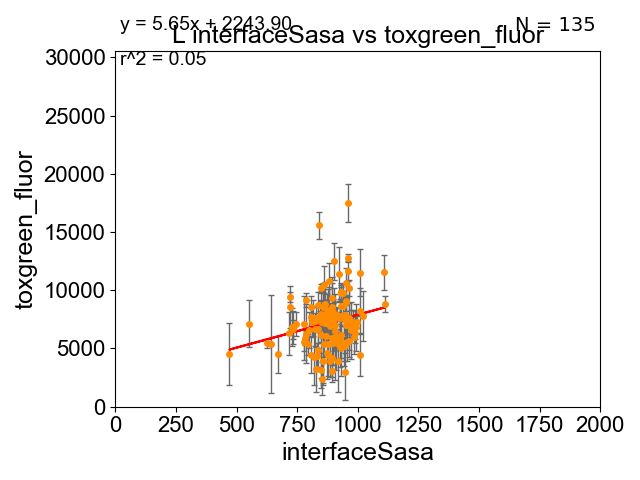 y = 5.65x + 2243.90
N = 135
L interfaceSasa vs toxgreen_fluor
r^2 = 0.05
30000
25000
20000
15000
10000
5000
0
toxgreen_fluor
0 250 500 750 1000 1250 1500 1750 2000
interfaceSasa